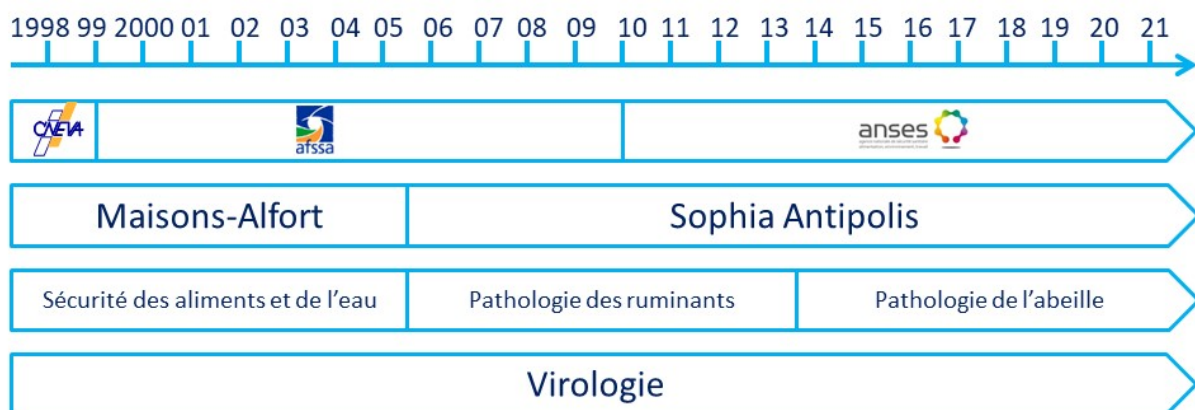 1998 99 2000 01 02 03 04 05 06 07 08 09 10 11 12 13 14 15 16 17 18 19 20 21
CNEVA afssa anses
Maisons-Alfort Sophia Antipolis
Sécurité des aliments et de l'eau Pathologie des ruminants Pathologie de l'abeille
Virologie